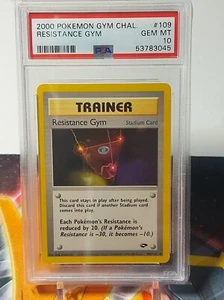 2000 POKEMON GYM CHAL. #109
RESISTANCE GYM GEM MT
PSA 10
53783045
TRAINER
Resistance Gym Stadium Card
This card stays in play after being played.
Discard this card if another Stadium card
comes into play.
Each Pokémon's Resistance is
reduced by 20. (If a Pokémon's
Resistance is -30, it becomes -10.)